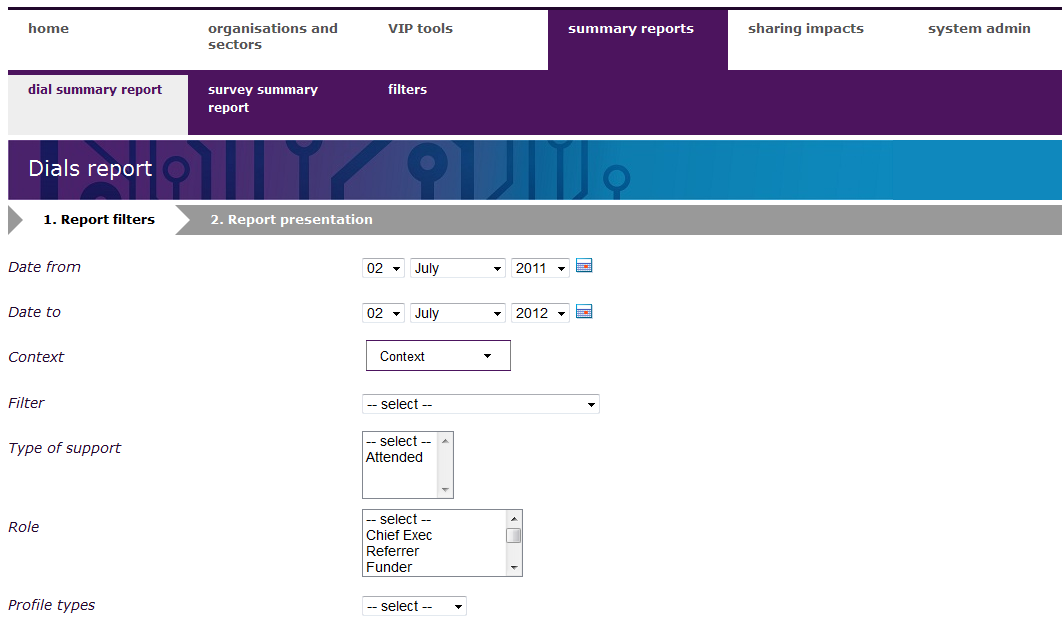 home organisations and VIP tools summary reports sharing impacts system admin
sectors
dial summary report survey summary filters
report
Dials report
1. Report filters 2. Report presentation
Date from 02 July 2011
Date to 02 July 2012
Context Context
Filter -- select --
Type of support -- select --
Attended
Role -- select --
Chief Exec
Referrer
Funder
Profile types -- select --